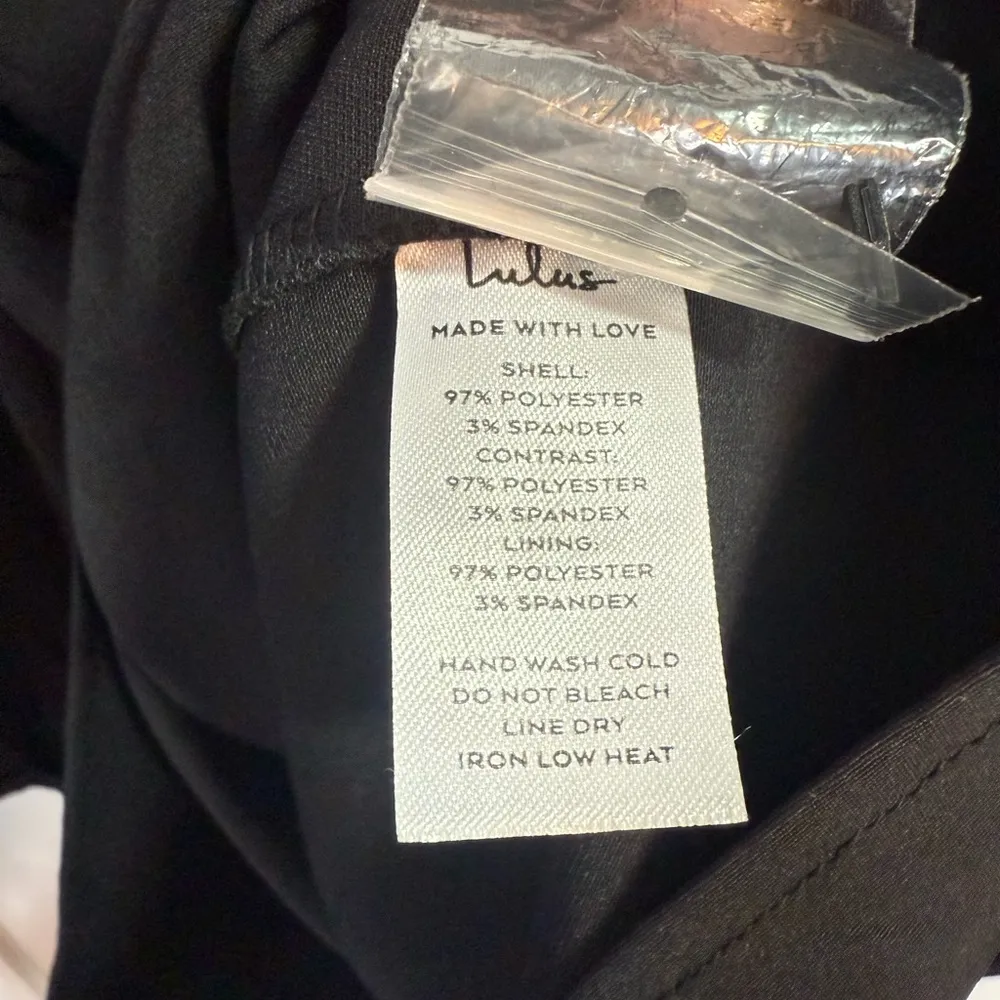 Lulus
MADE WITH LOVE
SHELL:
97% POLYESTER
3% SPANDEX
CONTRAST:
97% POLYESTER
3% SPANDEX
LINING:
97% POLYESTER
3% SPANDEX
HAND WASH COLD
DO NOT BLEACH
LINE DRY
IRON LOW HEAT